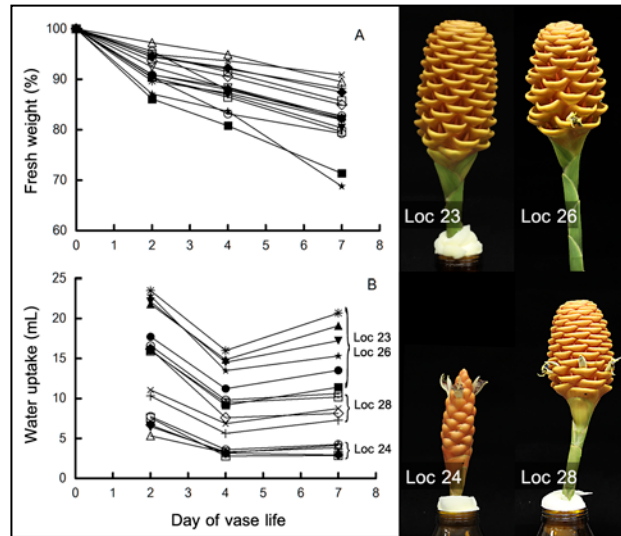 A
Fresh weight (%)
100
90
80
70
60
0 1 2 3 4 5 6 7 8
B
Water uptake (mL)
25
20
15
10
5
0
Loc 23
Loc 26
Loc 28
Loc 24
0 1 2 3 4 5 6 7 8
Day of vase life
Loc 23
Loc 26
Loc 24
Loc 28